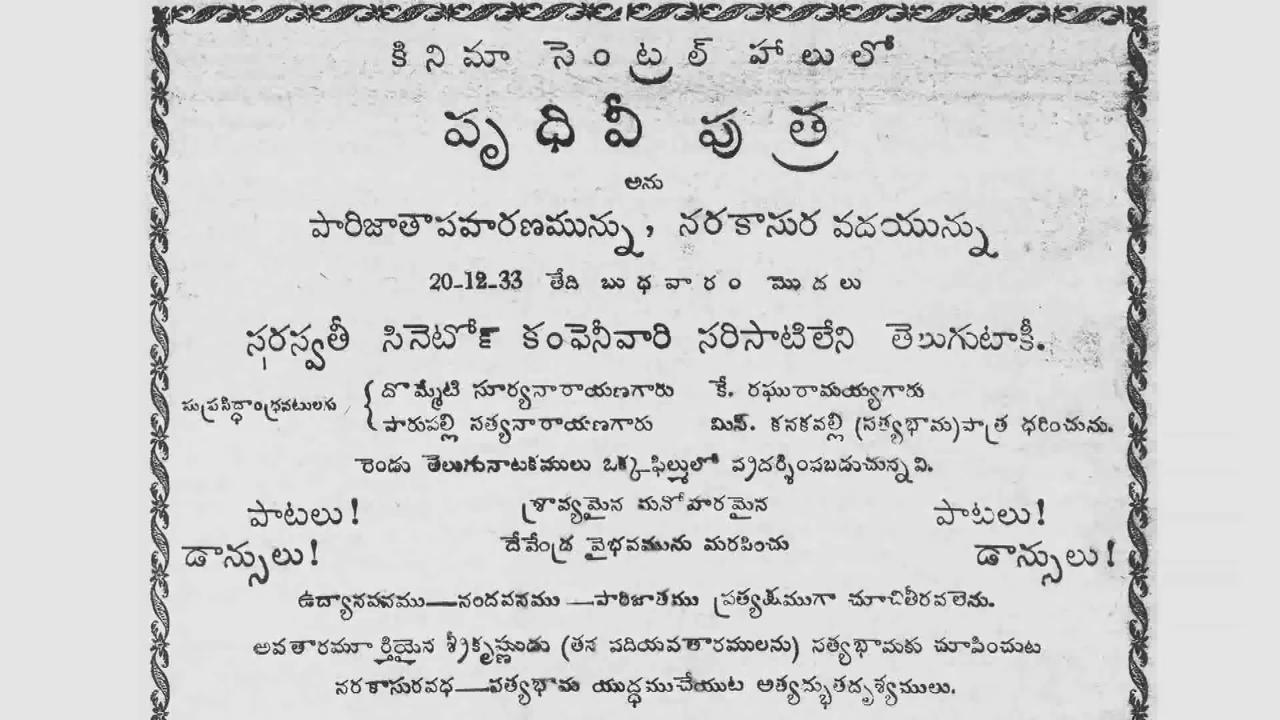 కినిమా సెంట్రల్ హాలులో
పృధివీ పుత్ర
అను
పారిజాతాపహరణమున్ను, నరకాసుర వదయున్ను
20-12-33 తేది బుధవారం మొదలు
సరస్వతీ సినెటోన్ కంఫెనీవారి సరిసాటిలేని తెలుగుటాకీ.
సుప్రసిద్ధాంధ్రనటులగు { దొమ్మేటి సూర్యనారాయణగారు కే. రఘురామయ్యగారు
పారుపల్లి సత్యనారాయణగారు మిస్. కనకవల్లి (సత్యభామ)పాత్ర ధరించును.
రెండు తెలుగునాటకములు ఒక్క-ఫిల్ములో ప్రదర్శింపబడుచున్నవి.
పాటలు! శ్రావ్యమైన మనోహరమైన పాటలు!
డాన్సులు! దేవేంద్ర వైభవమును మరపించు డాన్సులు!
ఉద్యానవనము—నందవనము—పారిజాతము ప్రత్యక్షముగా చూచితీరవలెను.
అవతారమూర్తియైన శ్రీకృష్ణుండు (తన పదియవతారములను) సత్యభామకు చూపించుట
నరకాసురవధ—సత్యభామ యుద్ధముచేయుట అత్యద్భుతదృశ్యములు.